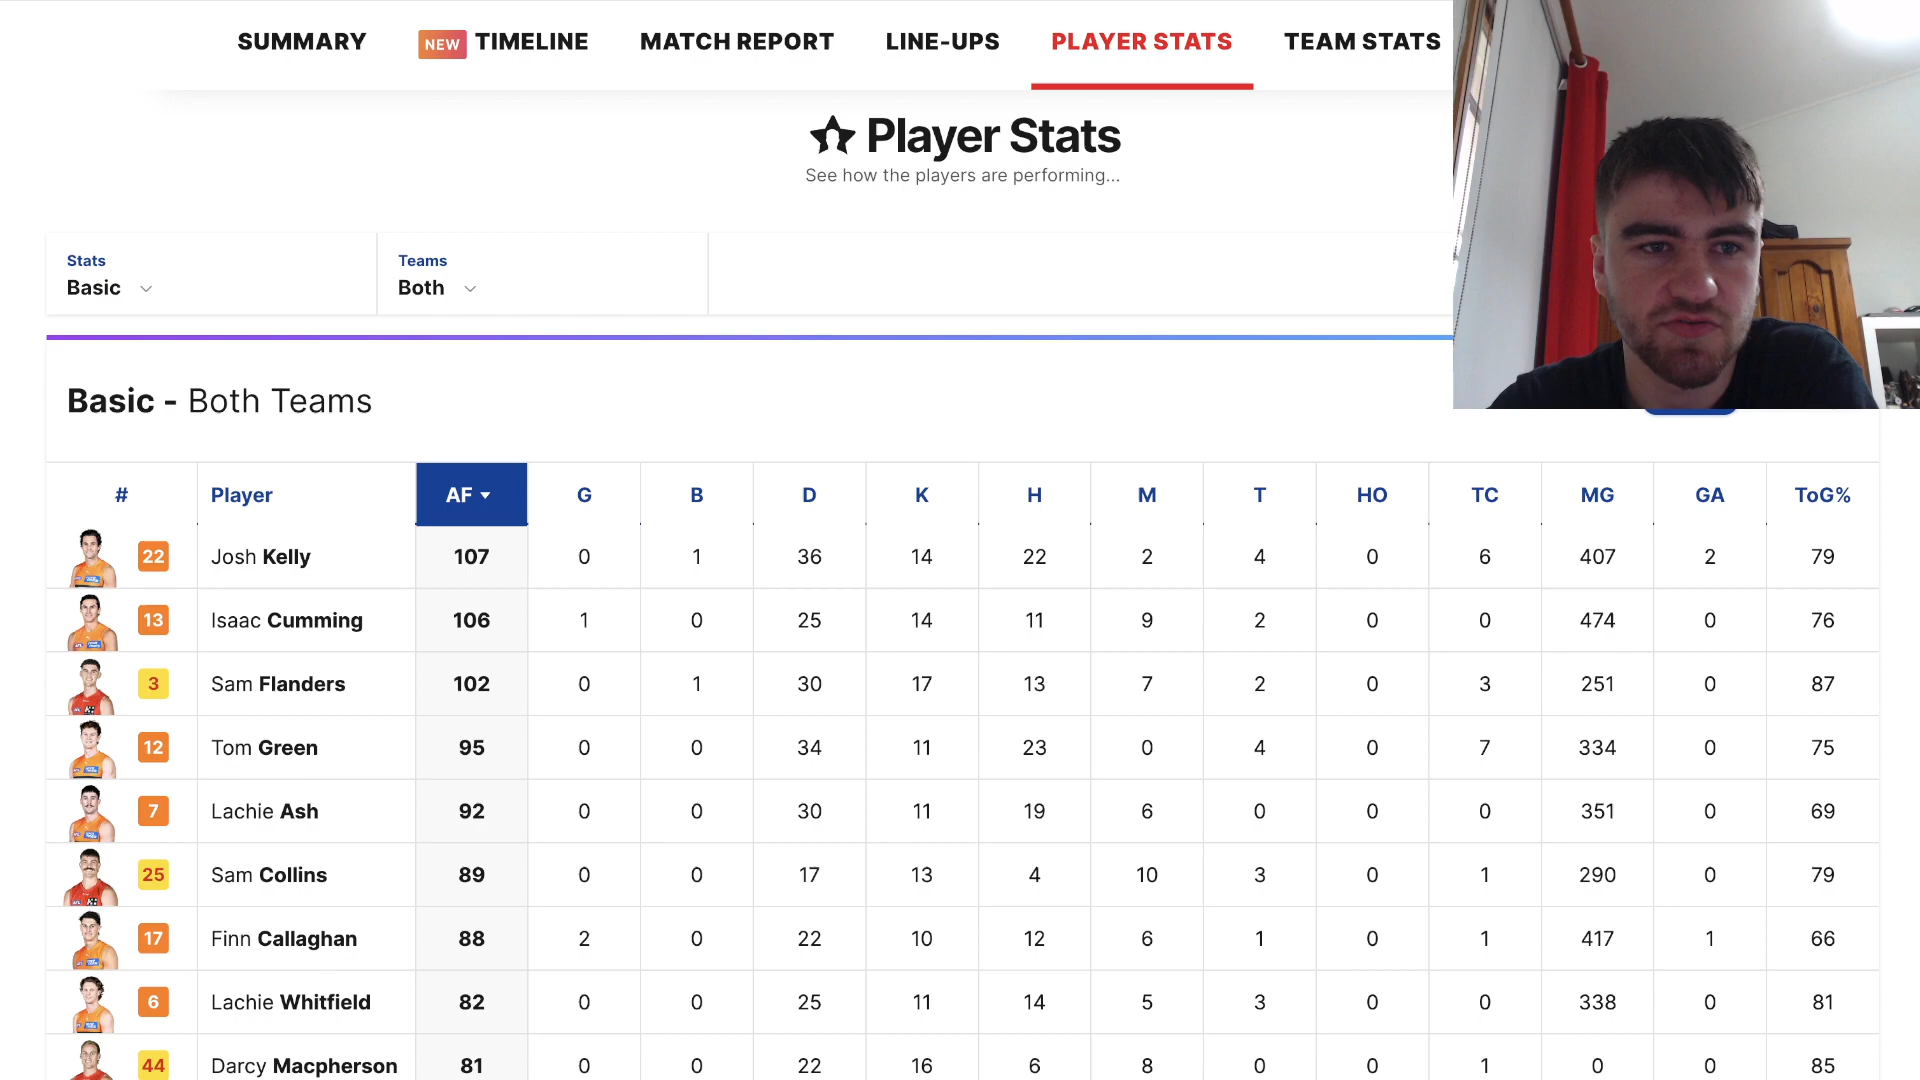 SUMMARY NEW TIMELINE MATCH REPORT LINE-UPS PLAYER STATS TEAM STATS
Player Stats
See how the players are performing...
Stats Teams
Basic Both
Basic - Both Teams
# Player AF G B D K H M T HO TC MG GA ToG%
22 Josh Kelly 107 0 1 36 14 22 2 4 0 6 407 2 79
13 Isaac Cumming 106 1 0 25 14 11 9 2 0 0 474 0 76
3 Sam Flanders 102 0 1 30 17 13 7 2 0 3 251 0 87
12 Tom Green 95 0 0 34 11 23 0 4 0 7 334 0 75
7 Lachie Ash 92 0 0 30 11 19 6 0 0 0 351 0 69
25 Sam Collins 89 0 0 17 13 4 10 3 0 1 290 0 79
17 Finn Callaghan 88 2 0 22 10 12 6 1 0 1 417 1 66
6 Lachie Whitfield 82 0 0 25 11 14 5 3 0 0 338 0 81
44 Darcy Macpherson 81 0 0 22 16 6 8 0 0 1 0 0 85